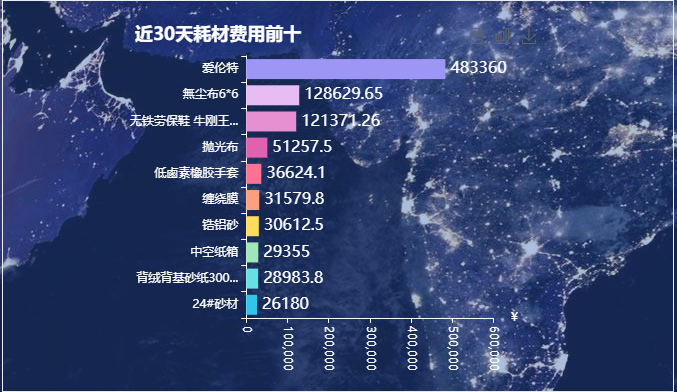 近30天耗材费用前十
爱伦特 483360
無尘布6*6 128629.65
无铁劳保鞋 牛刚王... 121371.26
抛光布 51257.5
低卤素橡胶手套 36624.1
缠绕膜 31579.8
锆铝砂 30612.5
中空纸箱 29355
背绒背基砂纸300... 28983.8
24#砂材 26180
¥
0 100,000 200,000 300,000 400,000 500,000 600,000